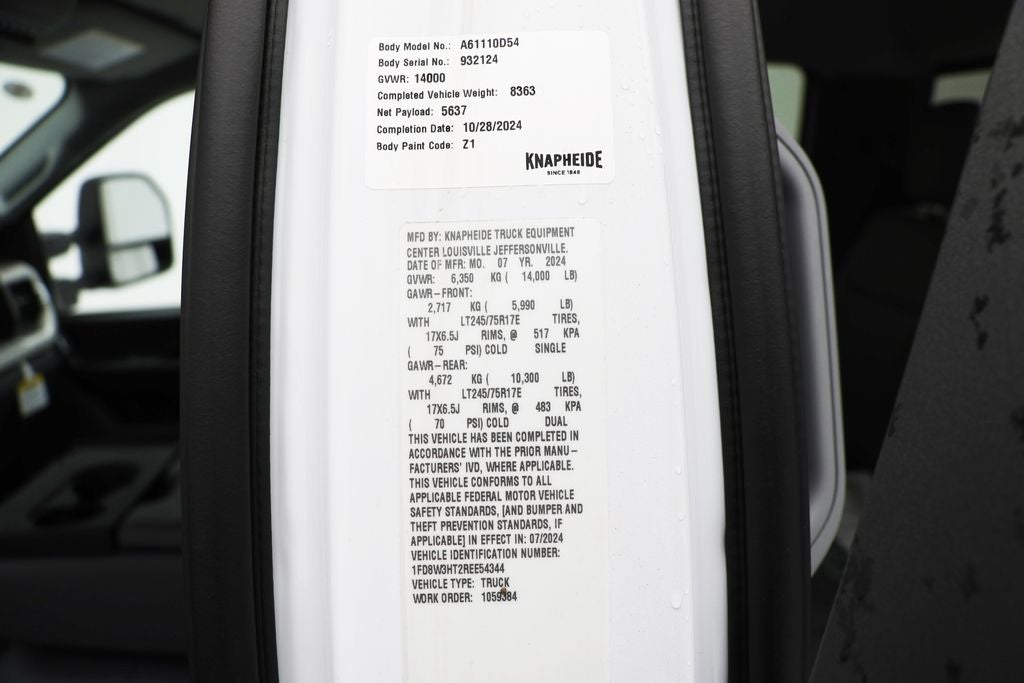 Body Model No.: A61110D54
Body Serial No.: 932124
GVWR: 14000
Completed Vehicle Weight: 8363
Net Payload: 5637
Completion Date: 10/28/2024
Body Paint Code: Z1
KNAPHEIDE
SINCE 1848
MFD BY: KNAPHEIDE TRUCK EQUIPMENT
CENTER LOUISVILLE JEFFERSONVILLE.
DATE OF MFR: MO. 07 YR. 2024
GVWR: 6,350 KG ( 14,000 LB)
GAWR-FRONT:
2,717 KG ( 5,990 LB)
WITH LT245/75R17E TIRES,
17X6.5J RIMS, @ 517 KPA
( 75 PSI) COLD SINGLE
GAWR-REAR:
4,672 KG ( 10,300 LB)
WITH LT245/75R17E TIRES,
17X6.5J RIMS, @ 483 KPA
( 70 PSI) COLD DUAL
THIS VEHICLE HAS BEEN COMPLETED IN
ACCORDANCE WITH THE PRIOR MANU-
FACTURERS' IVD, WHERE APPLICABLE.
THIS VEHICLE CONFORMS TO ALL
APPLICABLE FEDERAL MOTOR VEHICLE
SAFETY STANDARDS, [AND BUMPER AND
THEFT PREVENTION STANDARDS, IF
APPLICABLE] IN EFFECT IN: 07/2024
VEHICLE IDENTIFICATION NUMBER:
1FD8W3HT2REE54344
VEHICLE TYPE: TRUCK
WORK ORDER: 1059384